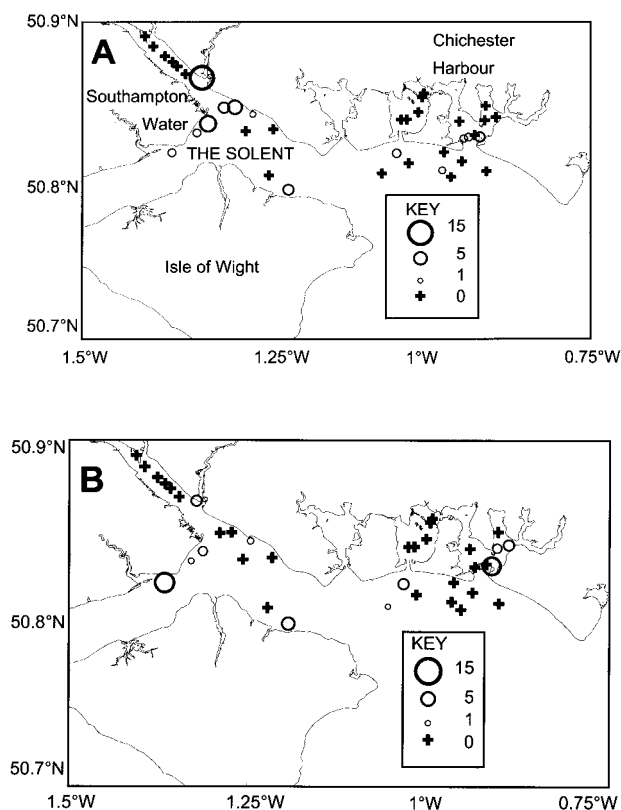 50.9°N
A
Chichester
Harbour
Southampton
Water
THE SOLENT
50.8°N
KEY
15
5
1
0
Isle of Wight
50.7°N
1.5°W 1.25°W 1°W 0.75°W
50.9°N
B
50.8°N
KEY
15
5
1
0
50.7°N
1.5°W 1.25°W 1°W 0.75°W